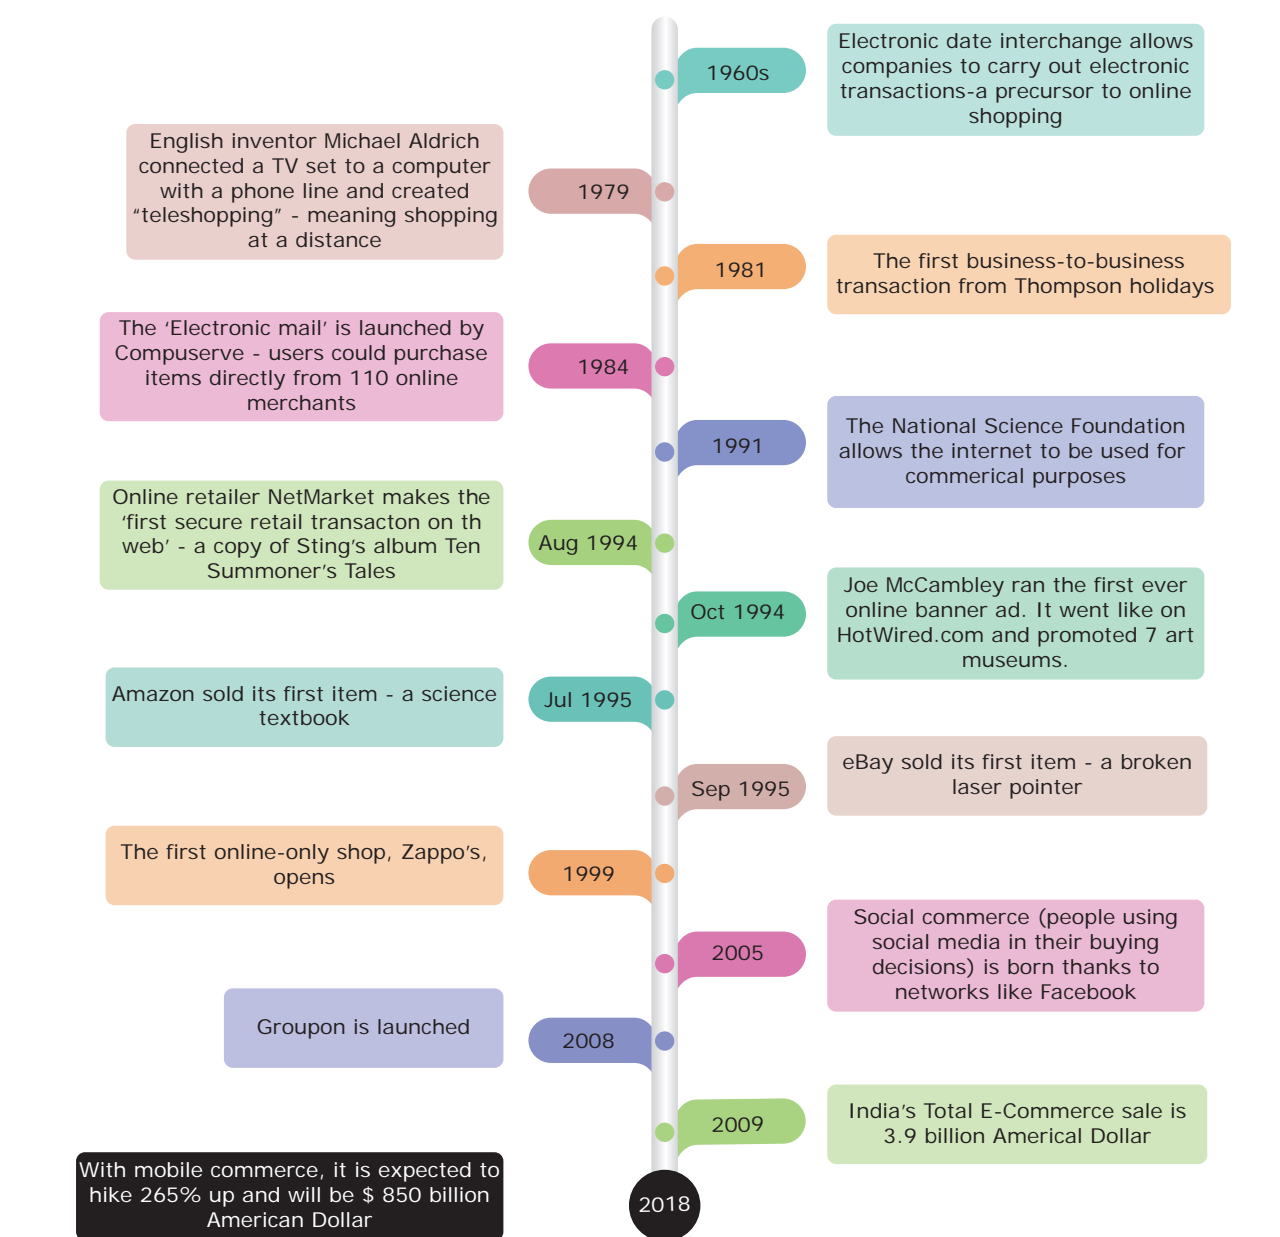 1960s
Electronic date interchange allows
companies to carry out electronic
transactions-a precursor to online
shopping
English inventor Michael Aldrich
connected a TV set to a computer
with a phone line and created
“teleshopping” - meaning shopping
at a distance
1979
1981
The first business-to-business
transaction from Thompson holidays
The ‘Electronic mail’ is launched by
Compuserve - users could purchase
items directly from 110 online
merchants
1984
1991
The National Science Foundation
allows the internet to be used for
commerical purposes
Online retailer NetMarket makes the
‘first secure retail transacton on th
web’ - a copy of Sting’s album Ten
Summoner’s Tales
Aug 1994
Oct 1994
Joe McCambley ran the first ever
online banner ad. It went like on
HotWired.com and promoted 7 art
museums.
Amazon sold its first item - a science
textbook
Jul 1995
Sep 1995
eBay sold its first item - a broken
laser pointer
The first online-only shop, Zappo’s,
opens
1999
2005
Social commerce (people using
social media in their buying
decisions) is born thanks to
networks like Facebook
Groupon is launched
2008
2009
India’s Total E-Commerce sale is
3.9 billion Americal Dollar
With mobile commerce, it is expected to
hike 265% up and will be $ 850 billion
American Dollar
2018